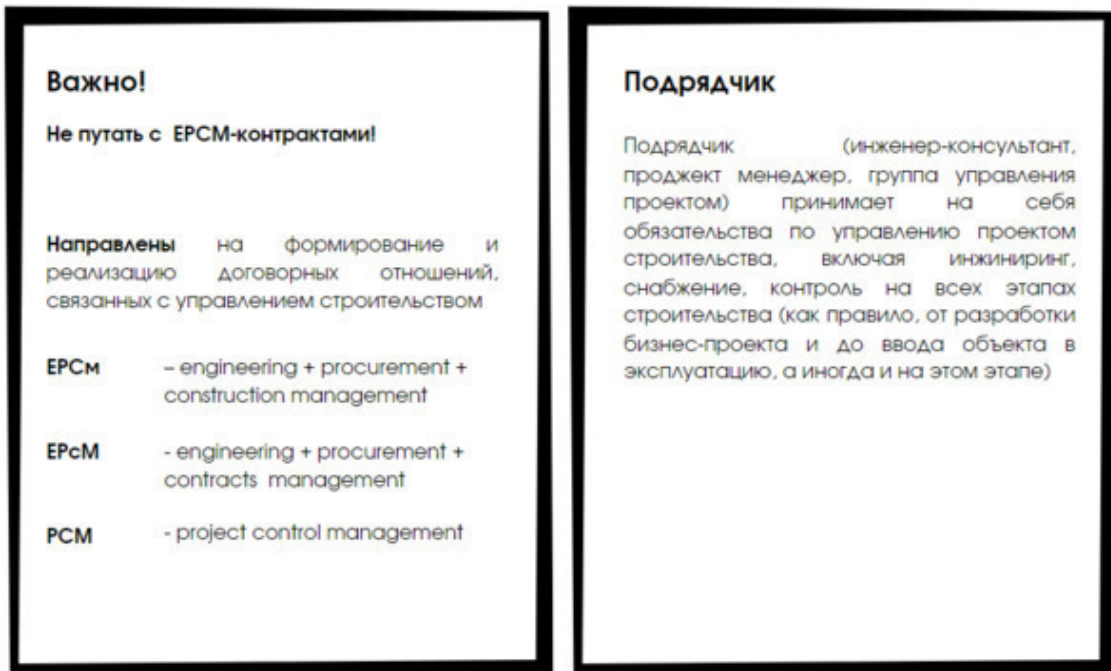 Важно!
Не путать с EPCM-контрактами!
Направлены на формирование и
реализацию договорных отношений,
связанных с управлением строительством
EPCм – engineering + procurement +
construction management
EPcM - engineering + procurement +
contracts management
PCM - project control management
Подрядчик
Подрядчик (инженер-консультант,
проджект менеджер, группа управления
проектом) принимает на себя
обязательства по управлению проектом
строительства, включая инжиниринг,
снабжение, контроль на всех этапах
строительства (как правило, от разработки
бизнес-проекта и до ввода объекта в
эксплуатацию, а иногда и на этом этапе)